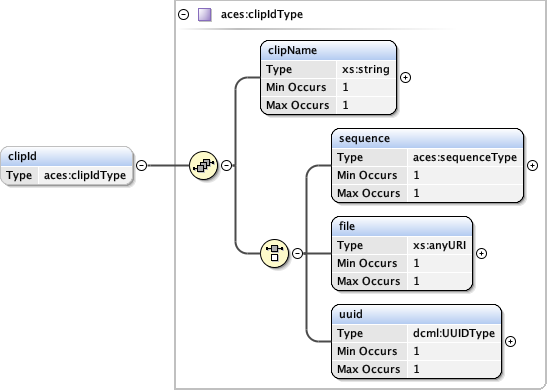 aces:clipIdType
clipName
Type xs:string
Min Occurs 1
Max Occurs 1
clipId
Type aces:clipIdType
sequence
Type aces:sequenceType
Min Occurs 1
Max Occurs 1
file
Type xs:anyURI
Min Occurs 1
Max Occurs 1
uuid
Type dcml:UUIDType
Min Occurs 1
Max Occurs 1